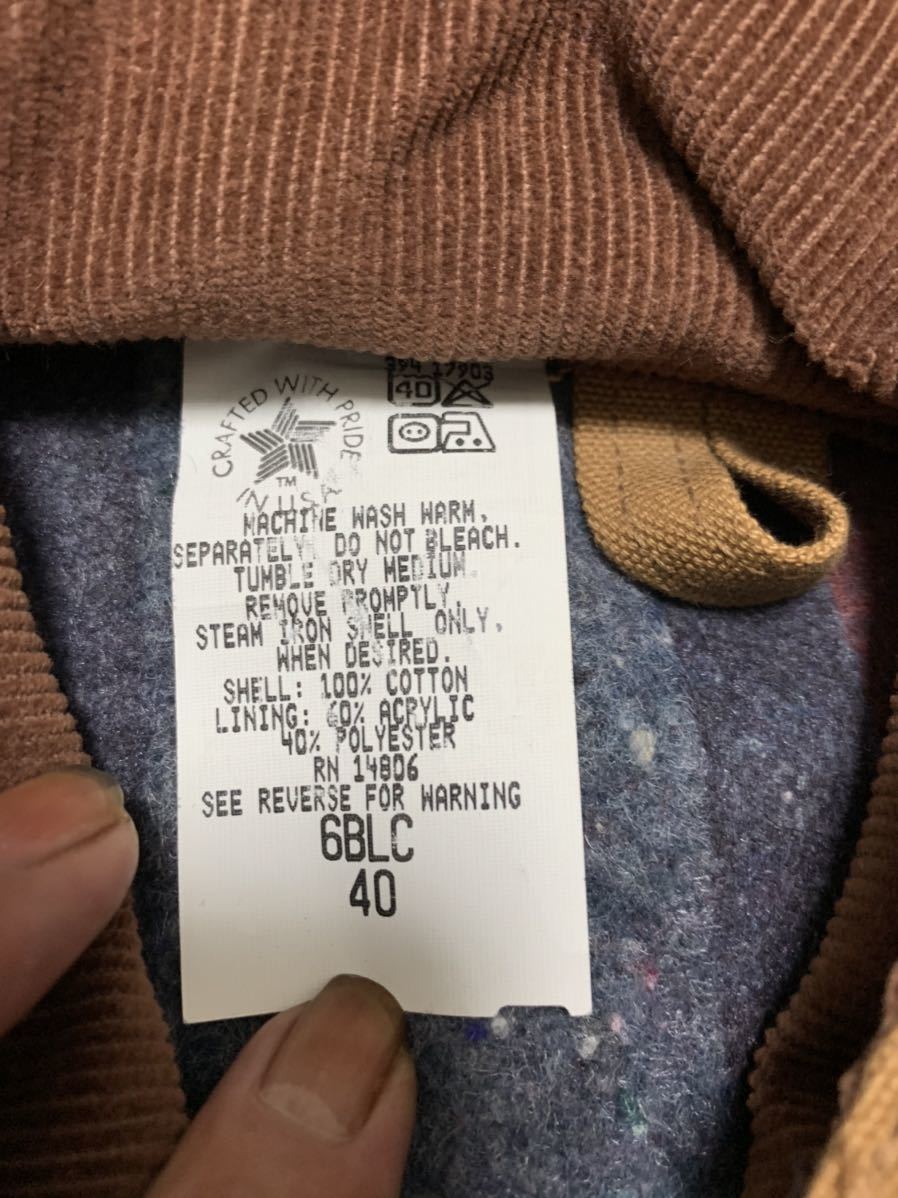 394 17903
40
CRAFTED WITH PRIDE
IN USA
TM
MACHINE WASH WARM,
SEPARATELY. DO NOT BLEACH.
TUMBLE DRY MEDIUM.
REMOVE PROMPTLY.
STEAM IRON SHELL ONLY,
WHEN DESIRED.
SHELL: 100% COTTON
LINING: 60% ACRYLIC
40% POLYESTER
RN 14806
SEE REVERSE FOR WARNING
6BLC
40